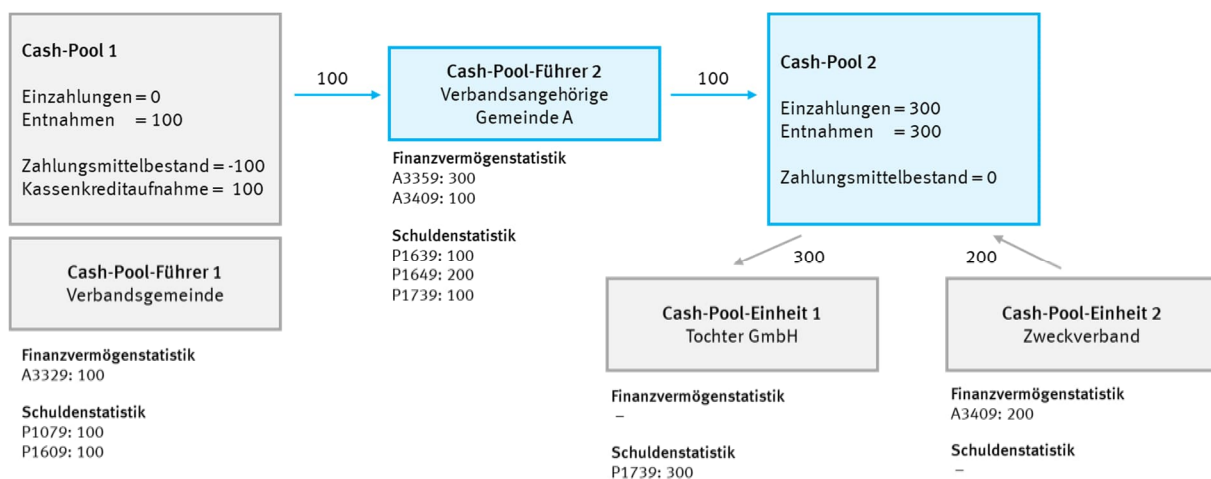 Cash-Pool 1
Einzahlungen = 0
Entnahmen = 100
Zahlungsmittelbestand = -100
Kassenkreditaufnahme = 100
Cash-Pool-Führer 1
Verbandsgemeinde
Finanzvermögenstatistik
A3329: 100
Schuldenstatistik
P1079: 100
P1609: 100
100
Cash-Pool-Führer 2
Verbandsangehörige
Gemeinde A
Finanzvermögenstatistik
A3359: 300
A3409: 100
Schuldenstatistik
P1639: 100
P1649: 200
P1739: 100
100
Cash-Pool 2
Einzahlungen = 300
Entnahmen = 300
Zahlungsmittelbestand = 0
300
200
Cash-Pool-Einheit 1
Tochter GmbH
Finanzvermögenstatistik
–
Schuldenstatistik
P1739: 300
Cash-Pool-Einheit 2
Zweckverband
Finanzvermögenstatistik
A3409: 200
Schuldenstatistik
–